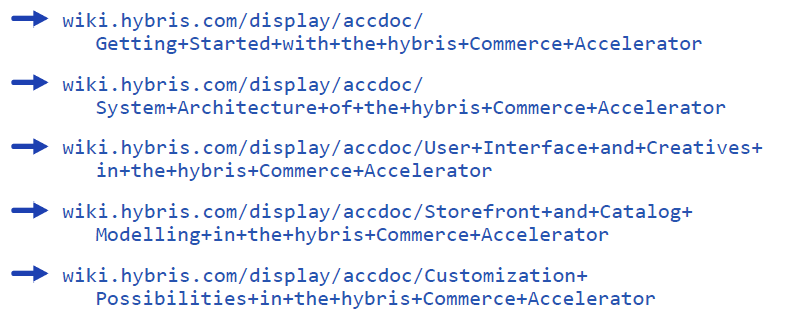 wiki.hybris.com/display/accdoc/
Getting+Started+with+the+hybris+Commerce+Accelerator
wiki.hybris.com/display/accdoc/
System+Architecture+of+the+hybris+Commerce+Accelerator
wiki.hybris.com/display/accdoc/User+Interface+and+Creatives+
in+the+hybris+Commerce+Accelerator
wiki.hybris.com/display/accdoc/Storefront+and+Catalog+
Modelling+in+the+hybris+Commerce+Accelerator
wiki.hybris.com/display/accdoc/Customization+
Possibilities+in+the+hybris+Commerce+Accelerator